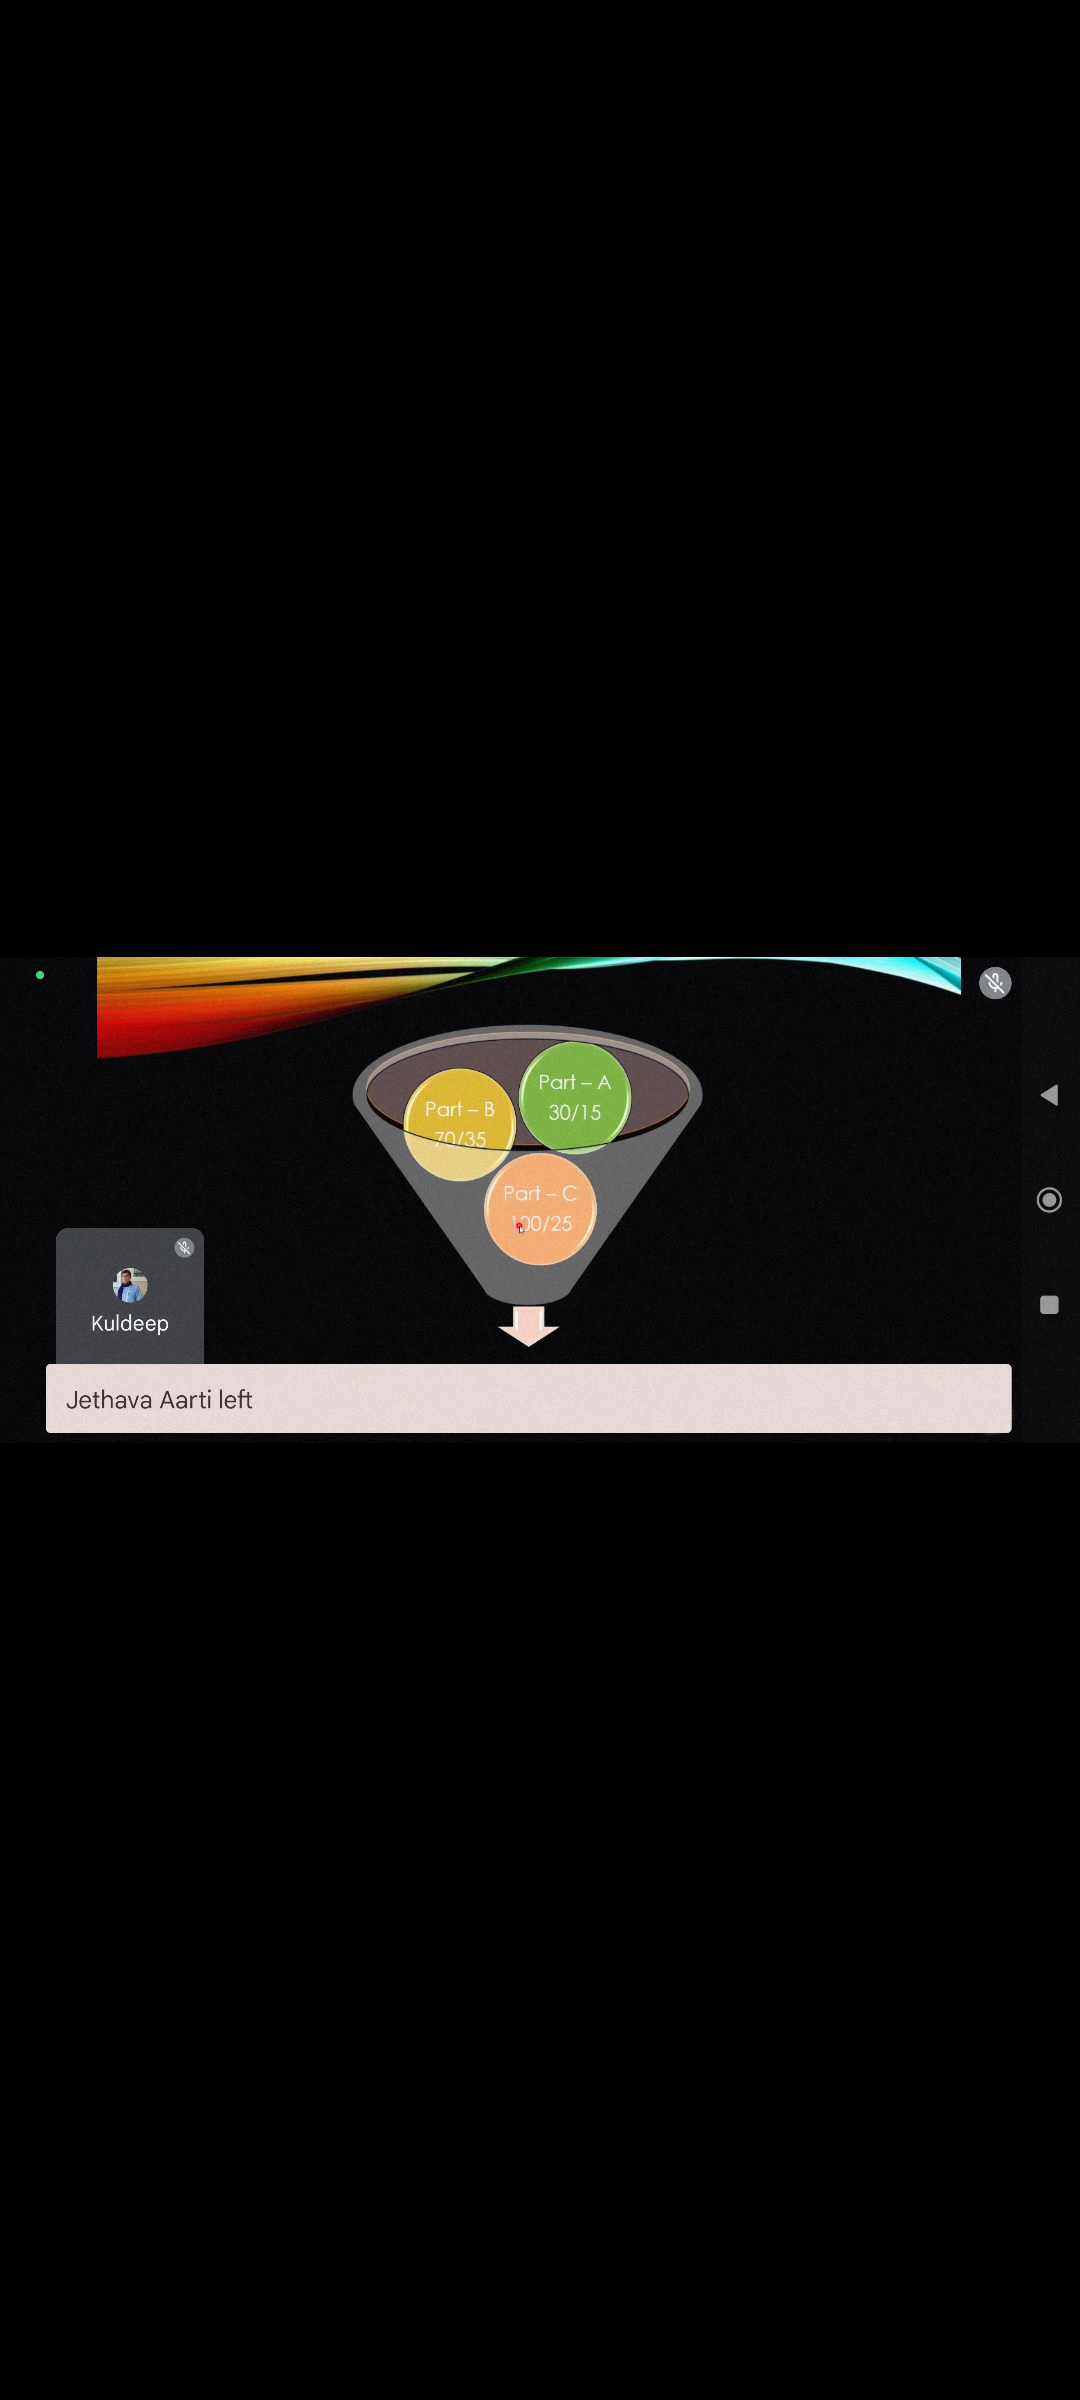 Part – A
30/15
Part – B
70/35
Part – C
100/25
Kuldeep
Jethava Aarti left